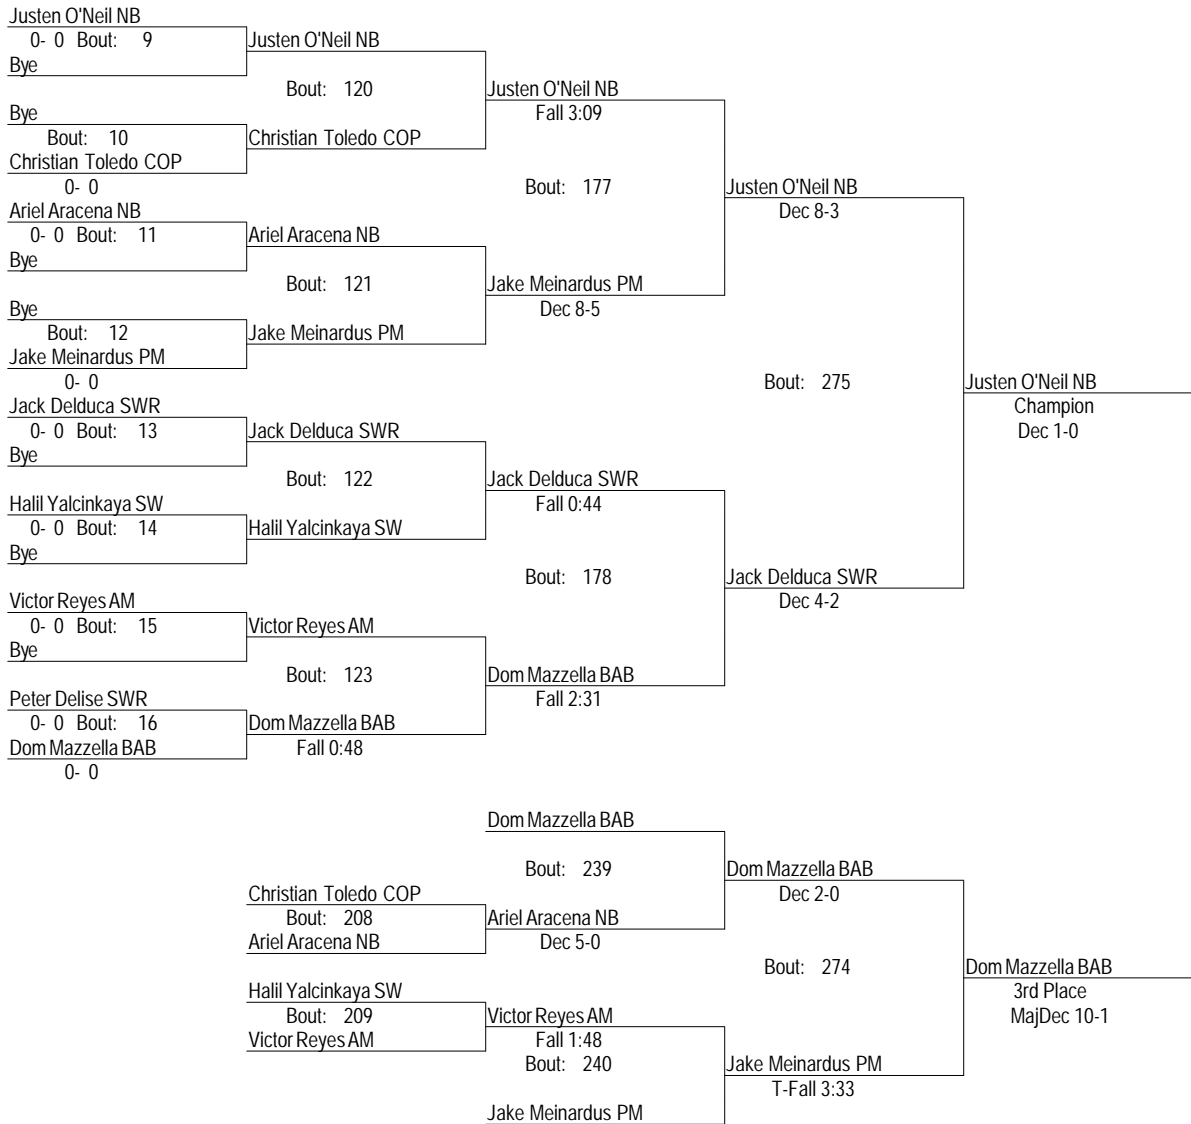 Justen O'Neil NB
0- 0 Bout: 9
Bye
Justen O'Neil NB
Bout: 120
Bye
Bout: 10
Christian Toledo COP
0- 0
Christian Toledo COP
Justen O'Neil NB
Fall 3:09
Bout: 177
Ariel Aracena NB
0- 0 Bout: 11
Bye
Ariel Aracena NB
Bout: 121
Bye
Bout: 12
Jake Meinardus PM
0- 0
Jake Meinardus PM
Jake Meinardus PM
Dec 8-5
Justen O'Neil NB
Dec 8-3
Bout: 275
Jack Delduca SWR
0- 0 Bout: 13
Bye
Jack Delduca SWR
Bout: 122
Halil Yalcinkaya SW
0- 0 Bout: 14
Bye
Halil Yalcinkaya SW
Jack Delduca SWR
Fall 0:44
Bout: 178
Victor Reyes AM
0- 0 Bout: 15
Bye
Victor Reyes AM
Bout: 123
Peter Delise SWR
0- 0 Bout: 16
Dom Mazzella BAB
0- 0
Dom Mazzella BAB
Fall 0:48
Dom Mazzella BAB
Fall 2:31
Jack Delduca SWR
Dec 4-2
Justen O'Neil NB
Champion
Dec 1-0
Dom Mazzella BAB
Bout: 239
Christian Toledo COP
Bout: 208
Ariel Aracena NB
Ariel Aracena NB
Dec 5-0
Dom Mazzella BAB
Dec 2-0
Bout: 274
Halil Yalcinkaya SW
Bout: 209
Victor Reyes AM
Victor Reyes AM
Fall 1:48
Bout: 240
Jake Meinardus PM
Jake Meinardus PM
T-Fall 3:33
Dom Mazzella BAB
3rd Place
MajDec 10-1